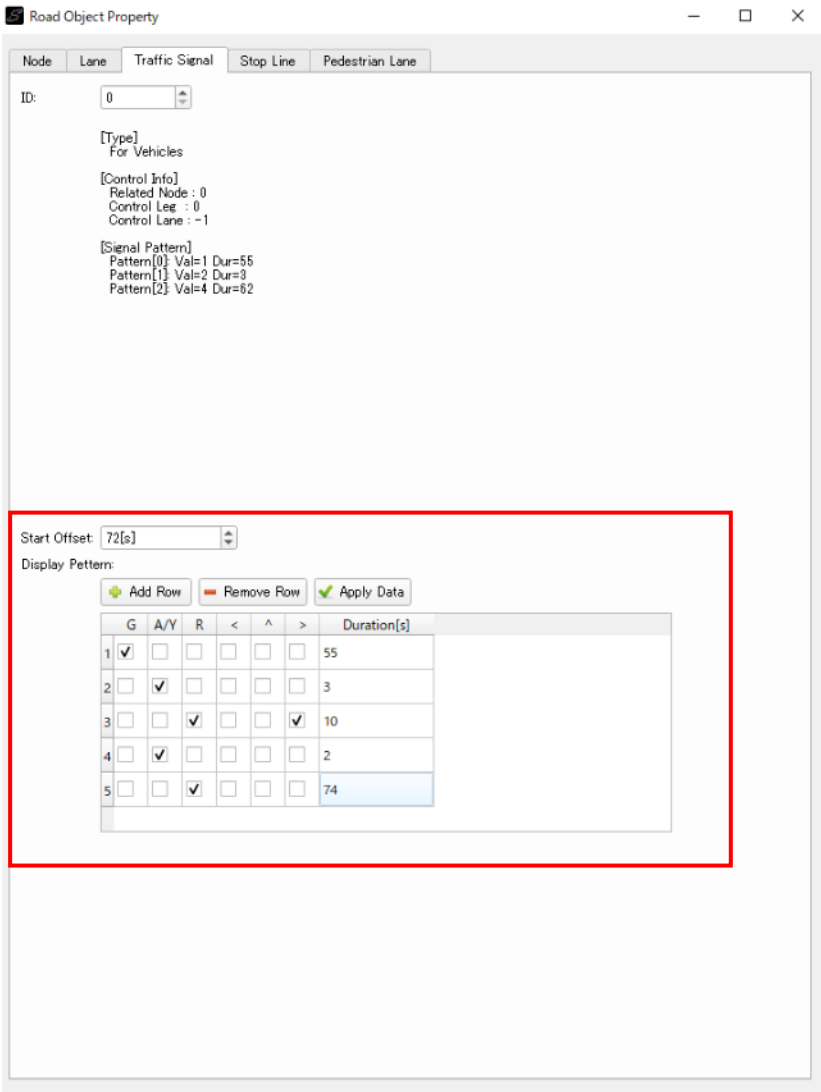 Road Object Property
Node Lane Traffic Signal Stop Line Pedestrian Lane
ID: 0
[Type]
For Vehicles
[Control Info]
Related Node : 0
Control Leg : 0
Control Lane : -1
[Signal Pattern]
Pattern[0]: Val=1 Dur=55
Pattern[1]: Val=2 Dur=3
Pattern[2]: Val=4 Dur=62
Start Offset: 72[s]
Display Pettern:
Add Row Remove Row Apply Data
G A/Y R < ^ > Duration[s]
1 55
2 3
3 10
4 2
5 74